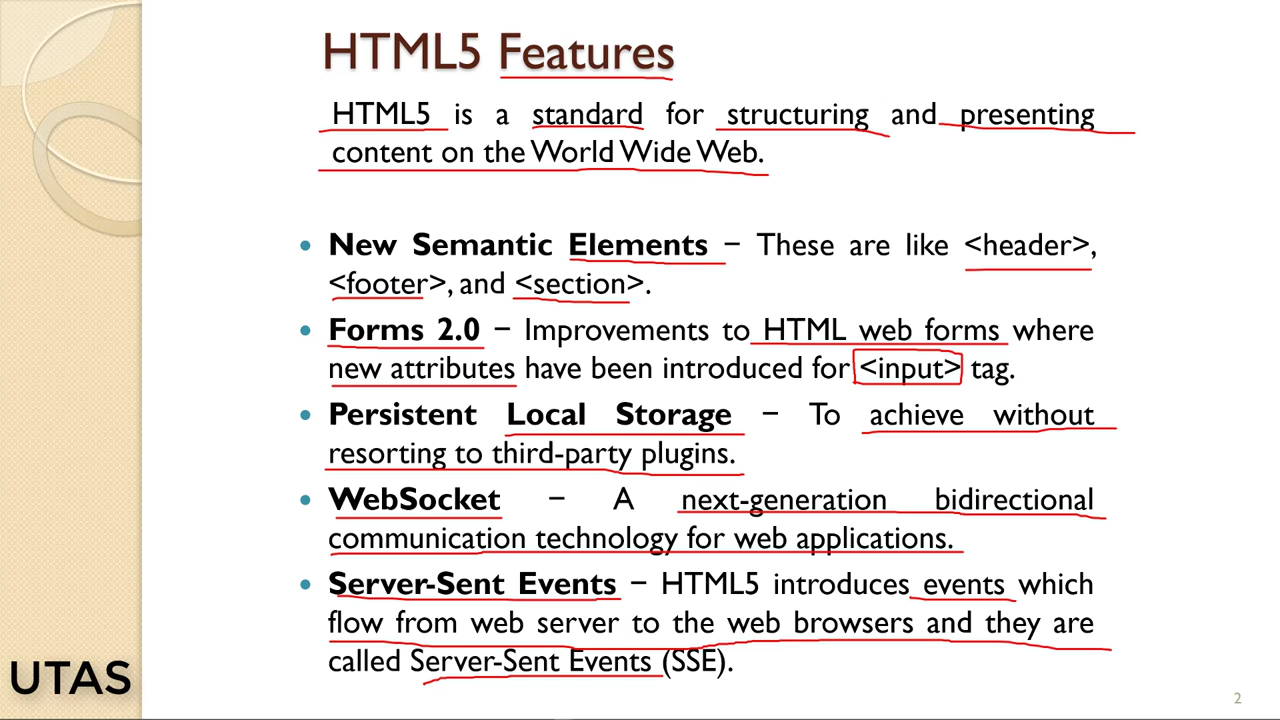 HTML5 Features
HTML5 is a standard for structuring and presenting
content on the World Wide Web.
• New Semantic Elements − These are like <header>,
<footer>, and <section>.
• Forms 2.0 − Improvements to HTML web forms where
new attributes have been introduced for <input> tag.
• Persistent Local Storage − To achieve without
resorting to third-party plugins.
• WebSocket − A next-generation bidirectional
communication technology for web applications.
• Server-Sent Events − HTML5 introduces events which
flow from web server to the web browsers and they are
called Server-Sent Events (SSE).
UTAS
2